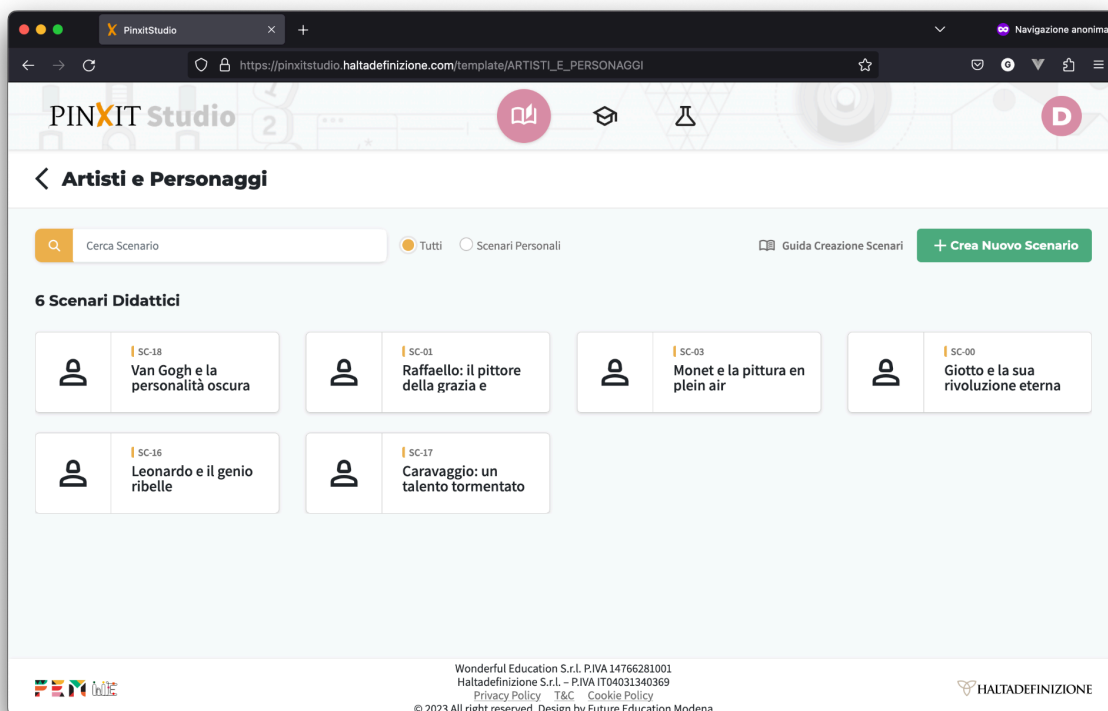 PinxitStudio
Navigazione anonima
https://pinxitstudio.haltadefinizione.com/template/ARTISTI_E_PERSONAGGI
PINXIT Studio
D
Artisti e Personaggi
Cerca Scenario
Tutti
Scenari Personali
Guida Creazione Scenari
+ Crea Nuovo Scenario
6 Scenari Didattici
SC-18
Van Gogh e la
personalità oscura
SC-01
Raffaello: il pittore
della grazia e
SC-03
Monet e la pittura en
plein air
SC-00
Giotto e la sua
rivoluzione eterna
SC-16
Leonardo e il genio
ribelle
SC-17
Caravaggio: un
talento tormentato
FEM
Wonderful Education S.r.l. P.IVA 14766281001
Haltadefinizione S.r.l. – P.IVA IT04031340369
Privacy Policy T&C Cookie Policy
© 2023 All right reserved. Design by Future Education Modena
HALTADEFINIZIONE